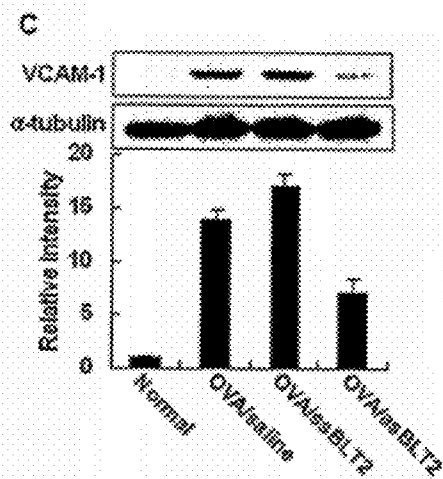 C
VCAM-1
α-tubulin
Relative Intensity
20
15
10
5
0
Normal
OVA/saline
OVA/ssBLT2
OVA/asBLT2